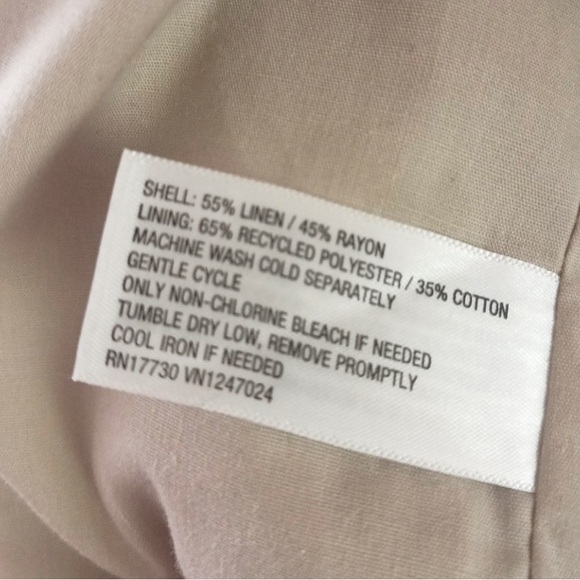 SHELL: 55% LINEN / 45% RAYON
LINING: 65% RECYCLED POLYESTER / 35% COTTON
MACHINE WASH COLD SEPARATELY
GENTLE CYCLE
ONLY NON-CHLORINE BLEACH IF NEEDED
TUMBLE DRY LOW, REMOVE PROMPTLY
COOL IRON IF NEEDED
RN17730 VN1247024